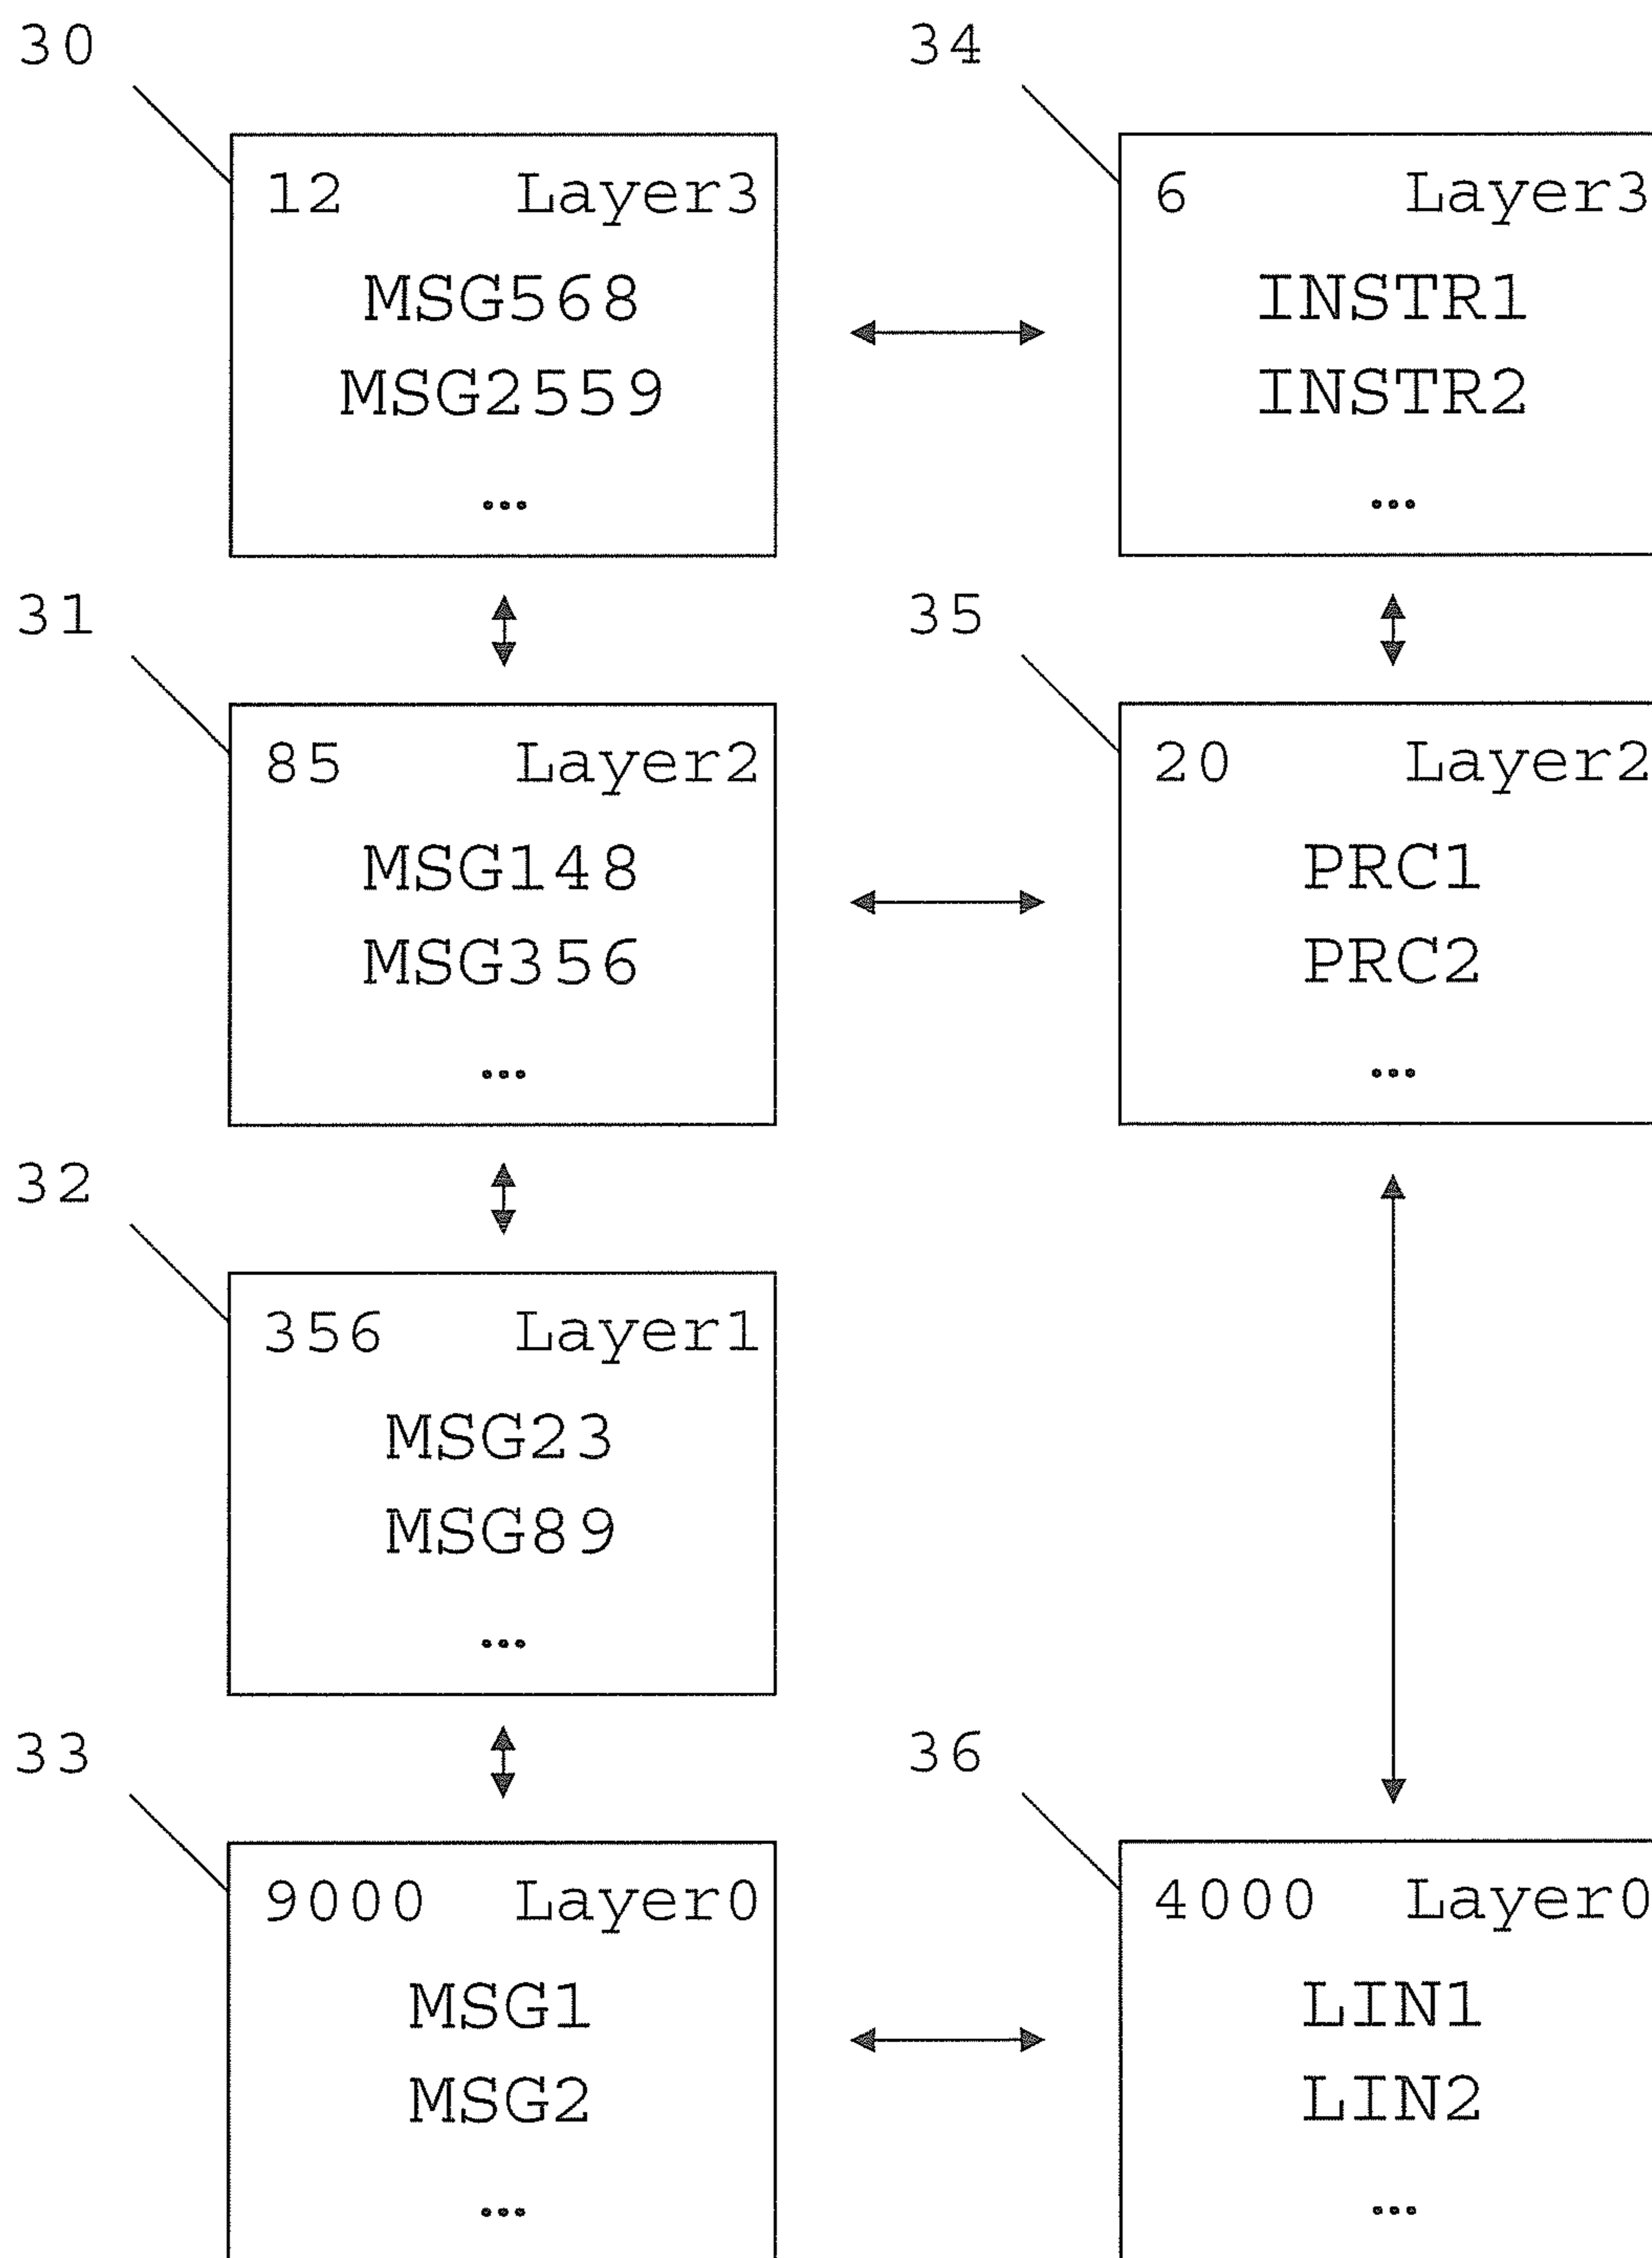 30
34
12 Layer3
MSG568
MSG2559
...
6 Layer3
INSTR1
INSTR2
...
31
35
85 Layer2
MSG148
MSG356
...
20 Layer2
PRC1
PRC2
...
32
356 Layer1
MSG23
MSG89
...
33
36
9000 Layer0
MSG1
MSG2
...
4000 Layer0
LIN1
LIN2
...